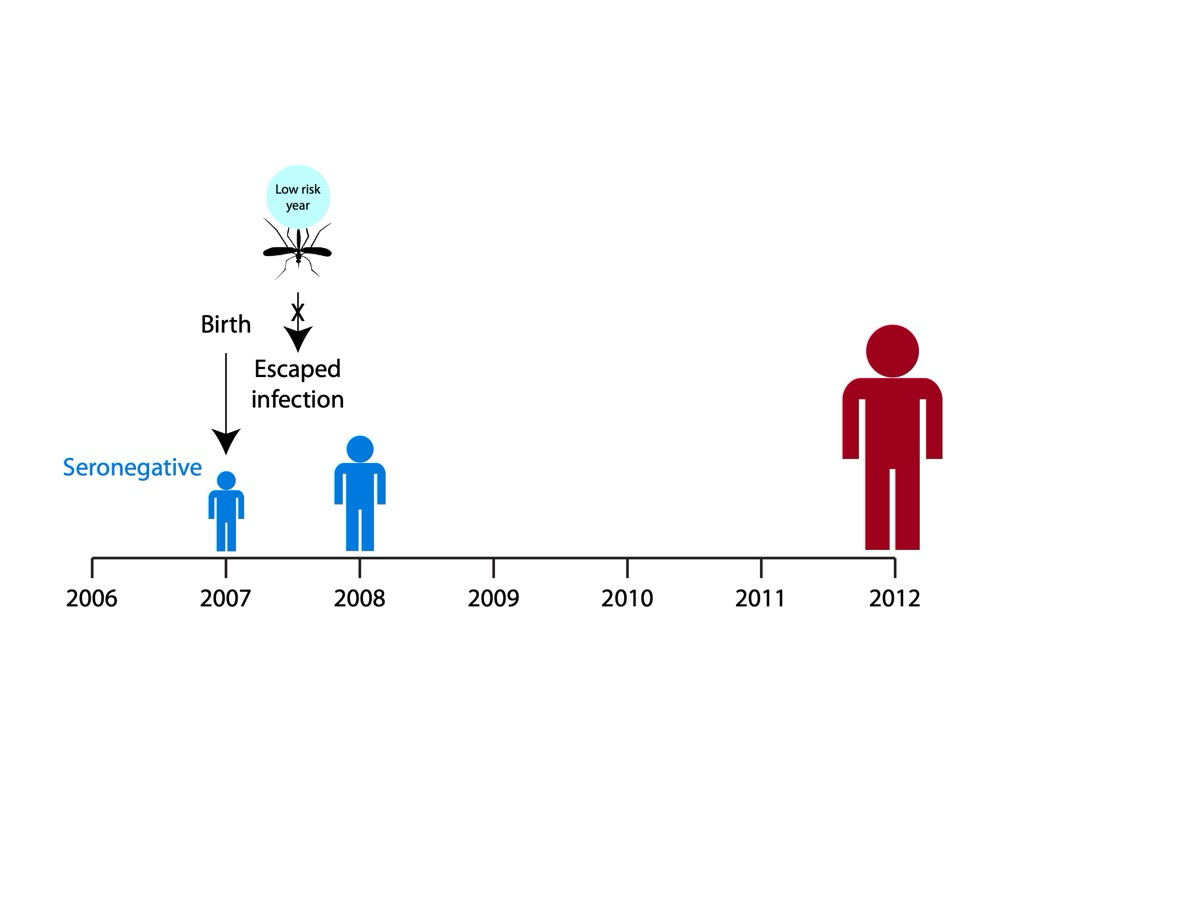 Low risk
year
Birth
X
Escaped
infection
Seronegative
2006 2007 2008 2009 2010 2011 2012